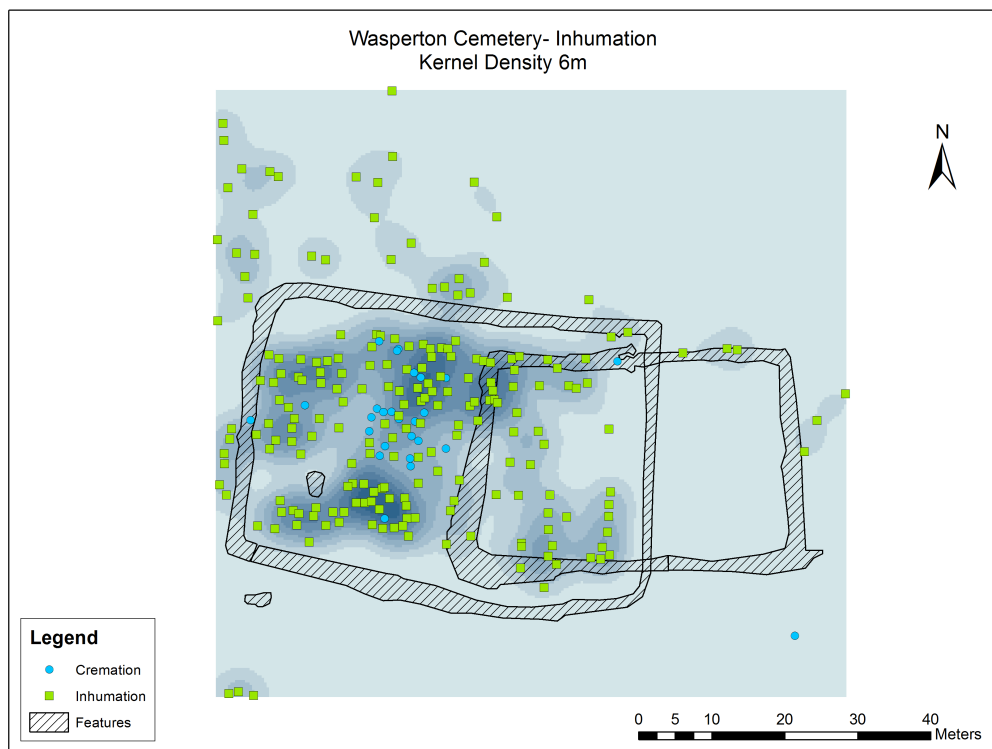 Wasperton Cemetery- Inhumation
Kernel Density 6m
N
Legend
Cremation
Inhumation
Features
0 5 10 20 30 40
Meters